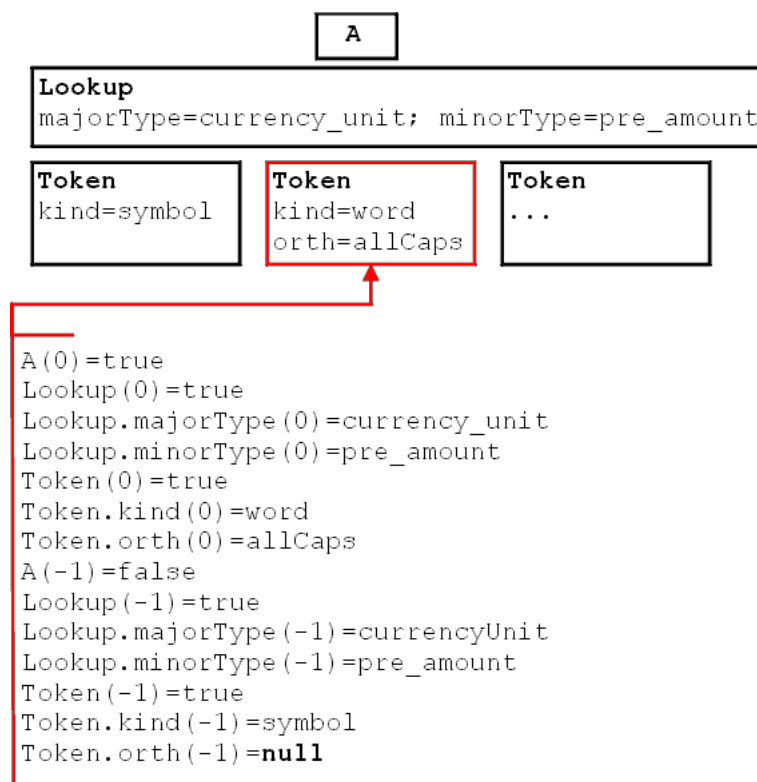 A
Lookup
majorType=currency_unit; minorType=pre_amount
Token Token Token
kind=symbol kind=word ...
orth=allCaps
A(0)=true
Lookup(0)=true
Lookup.majorType(0)=currency_unit
Lookup.minorType(0)=pre_amount
Token(0)=true
Token.kind(0)=word
Token.orth(0)=allCaps
A(-1)=false
Lookup(-1)=true
Lookup.majorType(-1)=currencyUnit
Lookup.minorType(-1)=pre_amount
Token(-1)=true
Token.kind(-1)=symbol
Token.orth(-1)=null